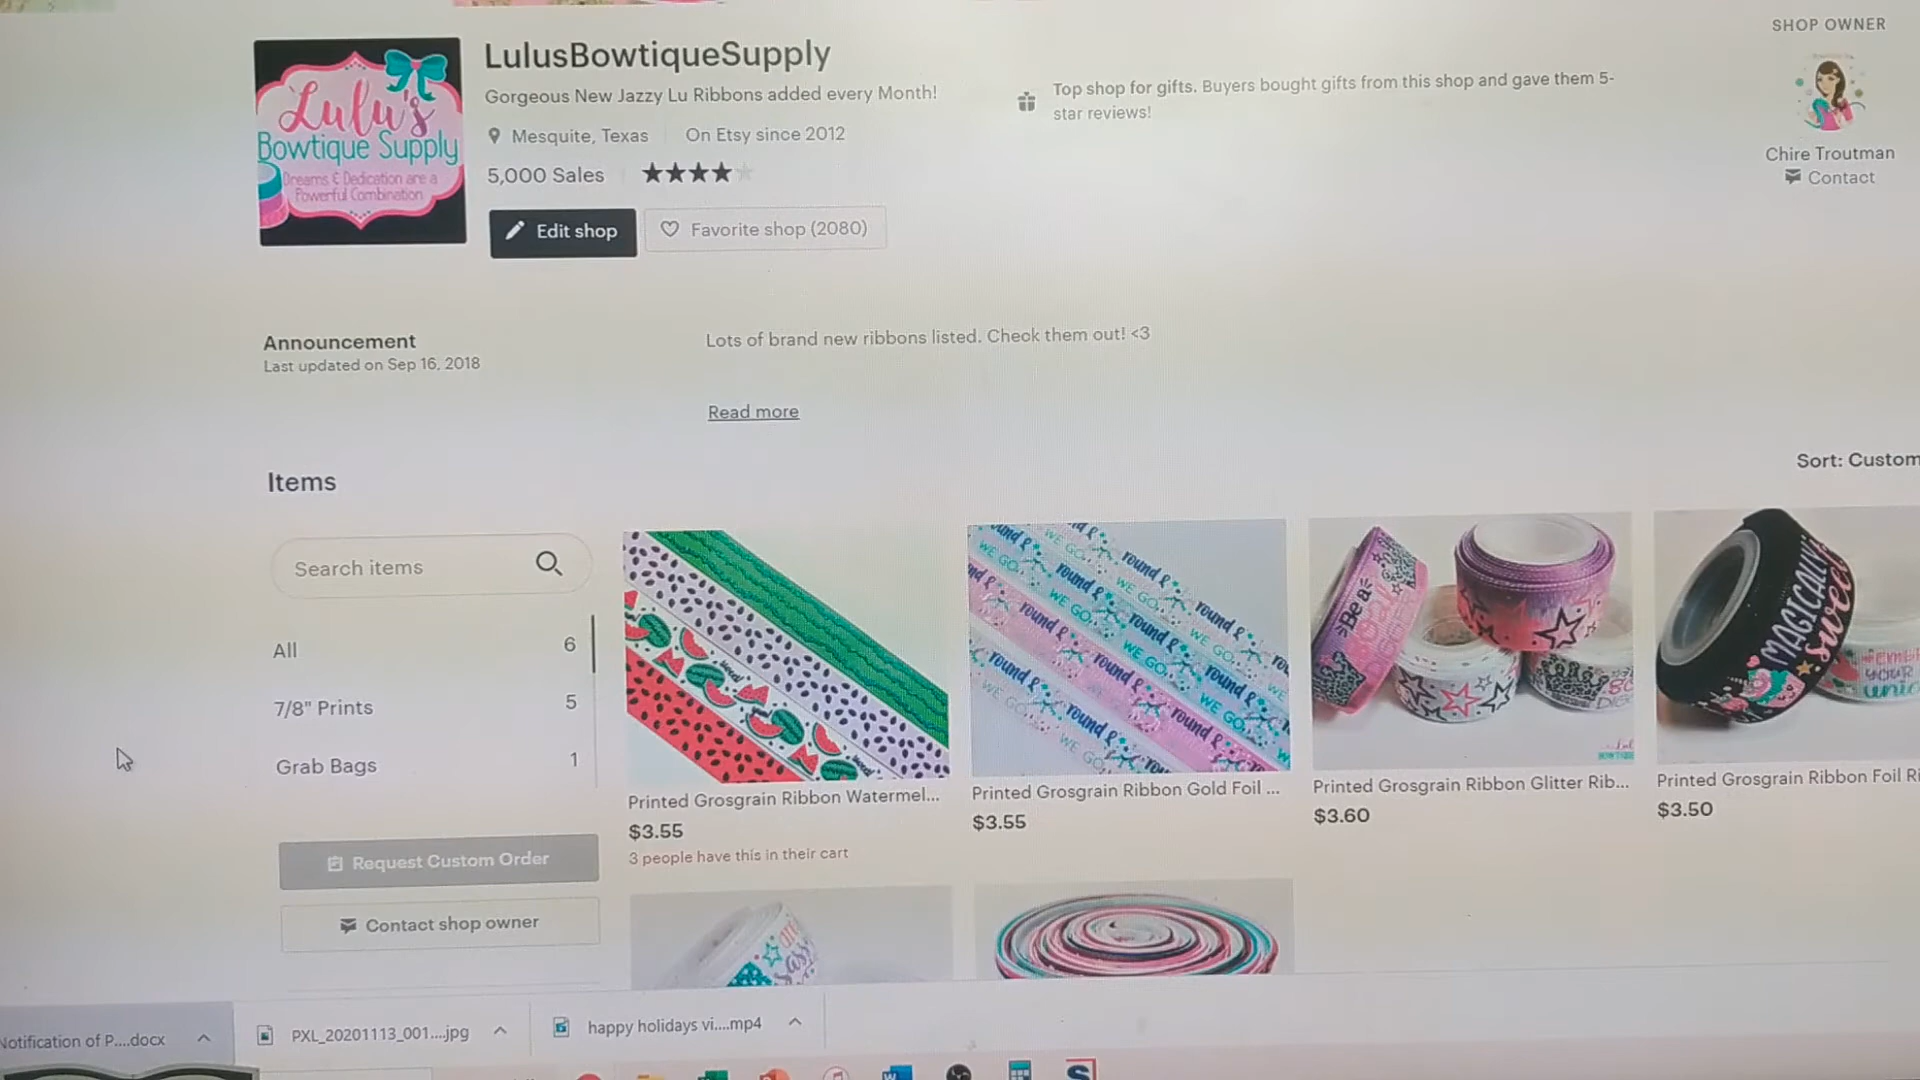 SHOP OWNER
LulusBowtiqueSupply
Gorgeous New Jazzy Lu Ribbons added every Month!
Mesquite, Texas
On Etsy since 2012
5,000 Sales
Edit shop
Favorite shop (2080)
Top shop for gifts. Buyers bought gifts from this shop and gave them 5-
star reviews!
Chire Troutman
Contact
Lulu's
Bowtique Supply
Dreams & Dedication are a
Powerful Combination
Announcement
Last updated on Sep 16, 2018
Lots of brand new ribbons listed. Check them out! <3
Read more
Items
Sort: Custom
Search items
All 6
7/8" Prints 5
Grab Bags 1
Request Custom Order
Contact shop owner
round &
WE GO
Be a
MAGICALLY
Printed Grosgrain Ribbon Watermel...
$3.55
3 people have this in their cart
Printed Grosgrain Ribbon Gold Foil ...
$3.55
Printed Grosgrain Ribbon Glitter Rib...
$3.60
Printed Grosgrain Ribbon Foil Ri
$3.50
Notification of P....docx
PXL_20201113_001....jpg
happy holidays vi....mp4